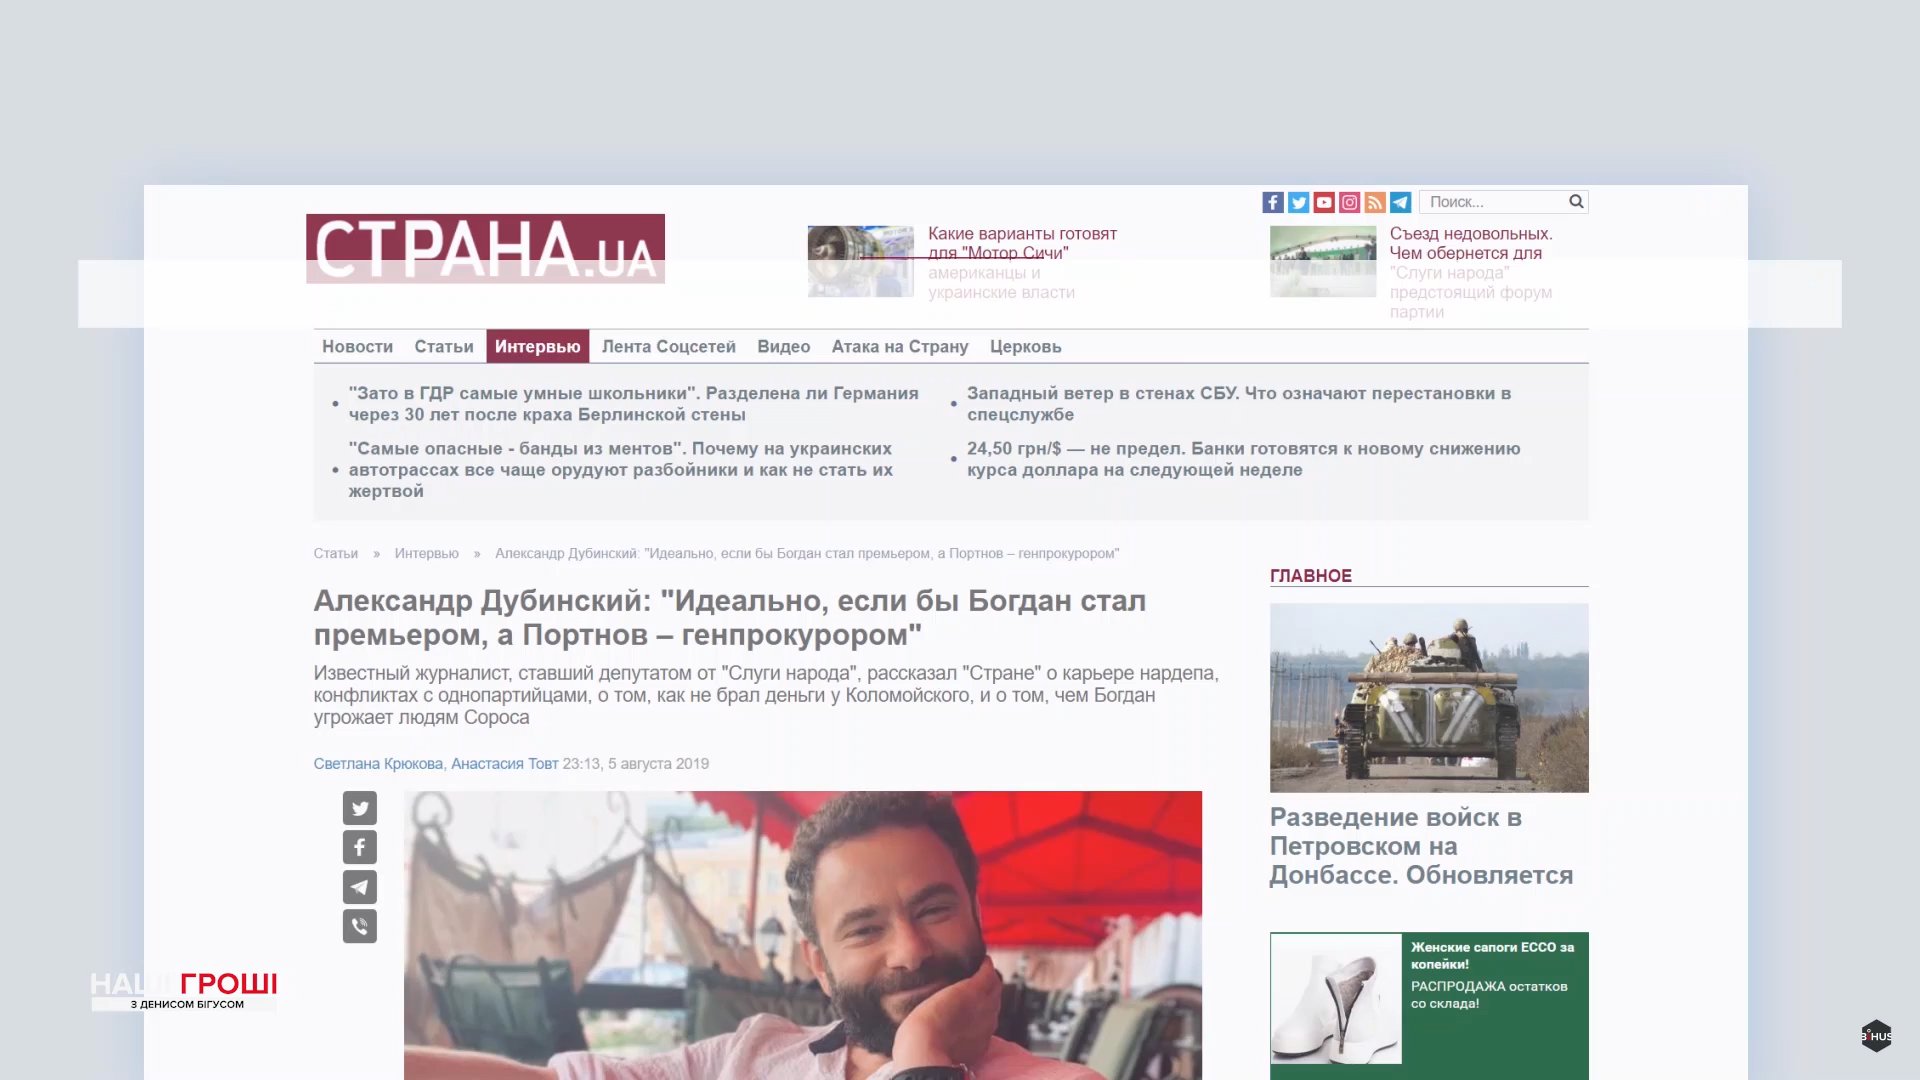 Поиск...
СТРАНА.UA
Какие варианты готовят
для "Мотор Сичи"
американцы и
украинские власти
Съезд недовольных.
Чем обернется для
"Слуги народа"
предстоящий форум
партии
Новости Статьи Интервью Лента Соцсетей Видео Атака на Страну Церковь
"Зато в ГДР самые умные школьники". Разделена ли Германия
через 30 лет после краха Берлинской стены
"Самые опасные - банды из ментов". Почему на украинских
автотрассах все чаще орудуют разбойники и как не стать их
жертвой
Западный ветер в стенах СБУ. Что означают перестановки в
спецслужбе
24,50 грн/$ — не предел. Банки готовятся к новому снижению
курса доллара на следующей неделе
Статьи » Интервью » Александр Дубинский: "Идеально, если бы Богдан стал премьером, а Портнов – генпрокурором"
Александр Дубинский: "Идеально, если бы Богдан стал
премьером, а Портнов – генпрокурором"
Известный журналист, ставший депутатом от "Слуги народа", рассказал "Стране" о карьере нардепа,
конфликтах с однопартийцами, о том, как не брал деньги у Коломойского, и о том, чем Богдан
угрожает людям Сороса
Светлана Крюкова, Анастасия Товт 23:13, 5 августа 2019
ГЛАВНОЕ
Разведение войск в
Петровском на
Донбассе. Обновляется
Женские сапоги ECCO за
копейки!
РАСПРОДАЖА остатков
со склада!
НАШІ ГРОШІ
З ДЕНИСОМ БІГУСОМ
BIHUS